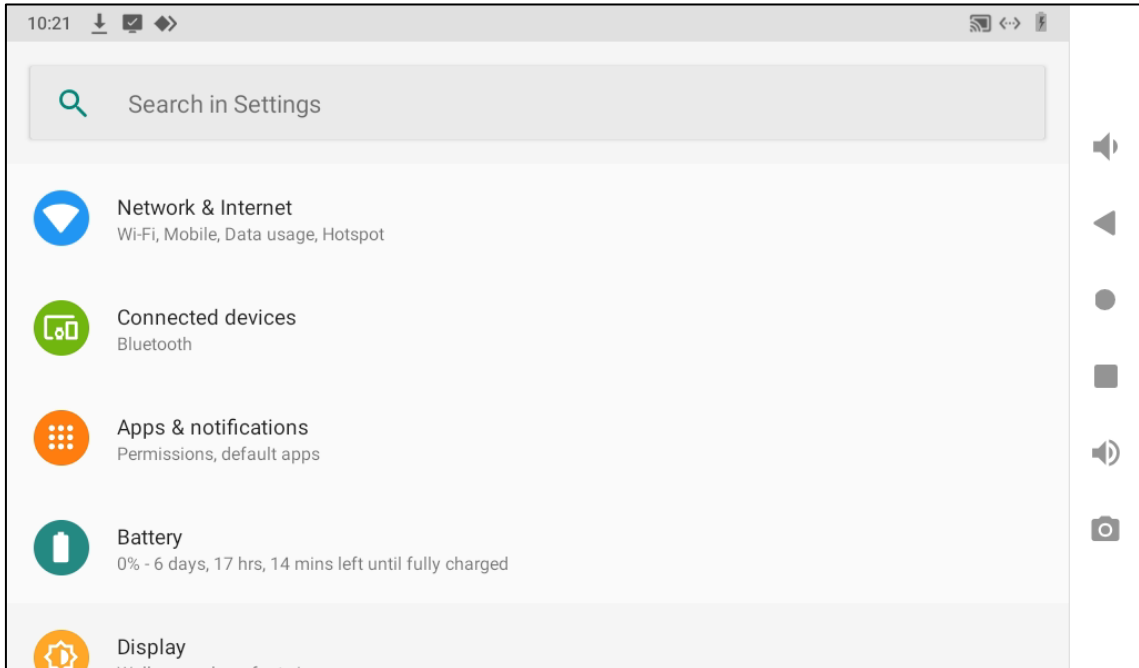 10:21
Search in Settings
Network & Internet
Wi-Fi, Mobile, Data usage, Hotspot
Connected devices
Bluetooth
Apps & notifications
Permissions, default apps
Battery
0% - 6 days, 17 hrs, 14 mins left until fully charged
Display